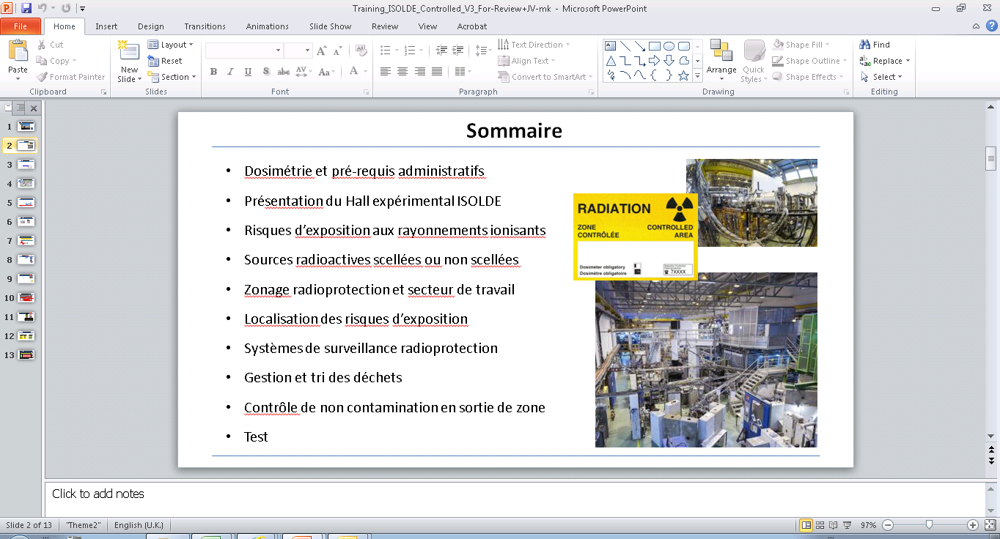 Training_ISOLDE_Controlled_V3_For-Review+JV-mk - Microsoft PowerPoint
File Home Insert Design Transitions Animations Slide Show Review View Acrobat
Paste
Cut
Copy
Format Painter
Clipboard
New Slide
Layout
Reset
Section
Slides
Font
Text Direction
Align Text
Convert to SmartArt
Paragraph
Arrange
Quick Styles
Shape Fill
Shape Outline
Shape Effects
Drawing
Find
Replace
Select
Editing
1
2
3
4
5
6
7
8
9
10
11
12
13
Sommaire
• Dosimétrie et pré-requis administratifs
• Présentation du Hall expérimental ISOLDE
• Risques d’exposition aux rayonnements ionisants
• Sources radioactives scellées ou non scellées
• Zonage radioprotection et secteur de travail
• Localisation des risques d’exposition
• Systèmes de surveillance radioprotection
• Gestion et tri des déchets
• Contrôle de non contamination en sortie de zone
• Test
RADIATION
ZONE CONTROLLED
CONTRÔLÉE AREA
Dosimeter obligatory
Dosimètre obligatoire
7XXXX
Click to add notes
Slide 2 of 13 "Theme2" English (U.K.) 97%